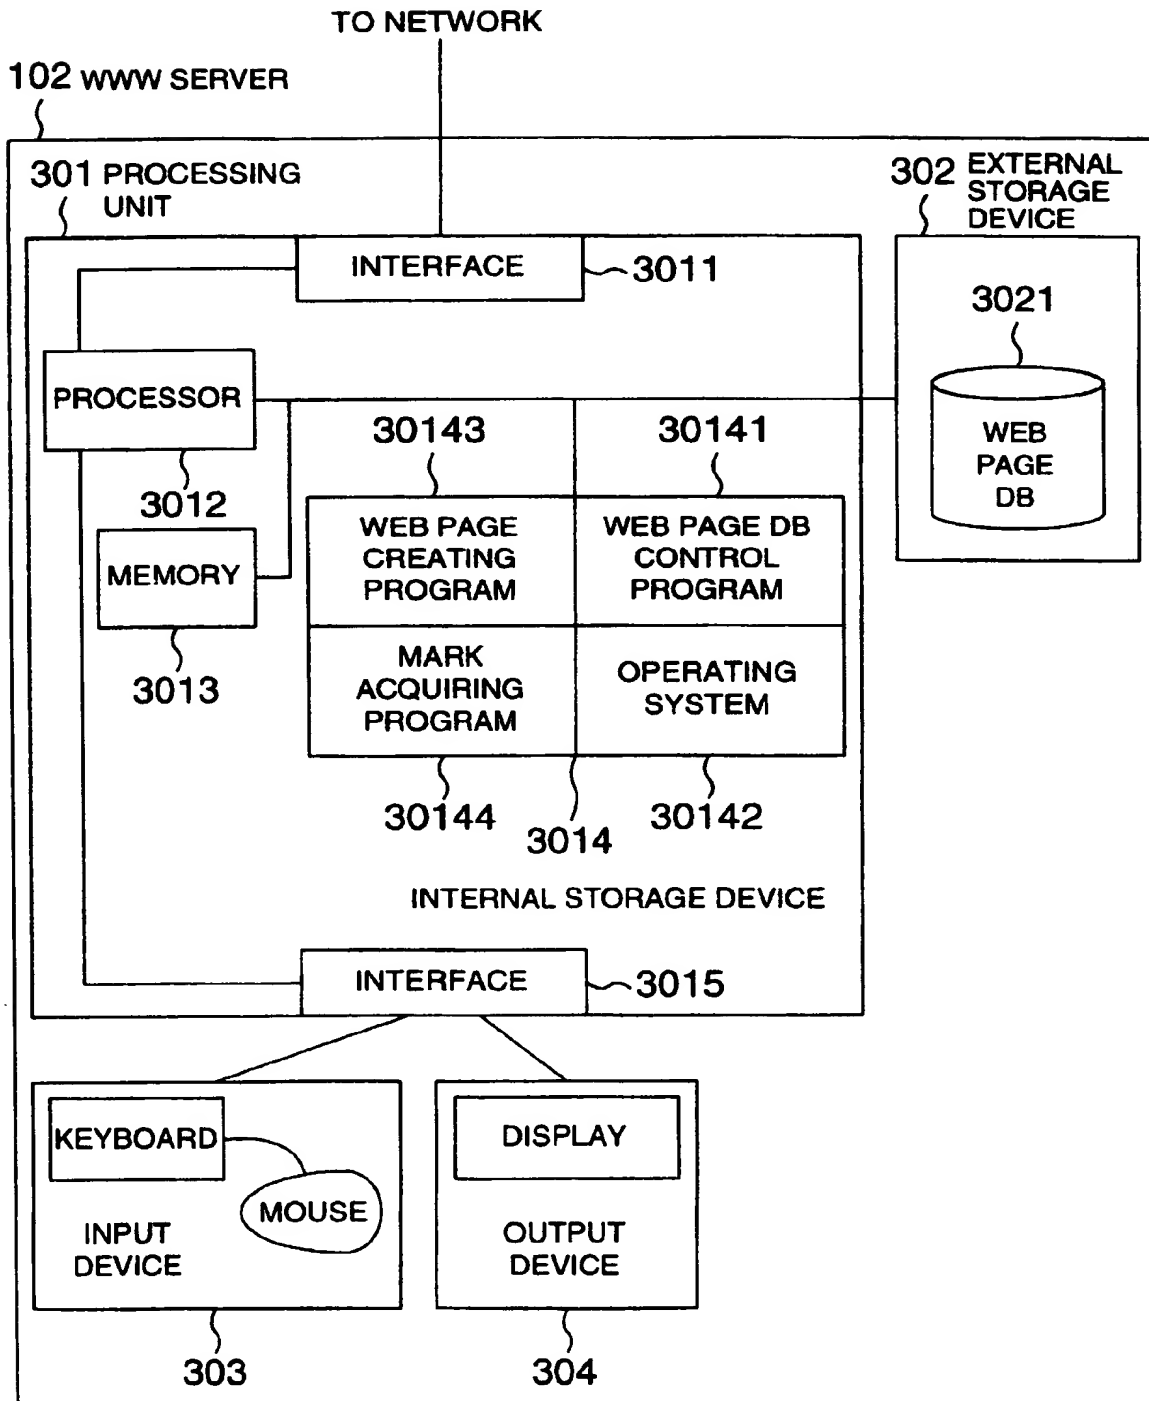 TO NETWORK
102 WWW SERVER
301 PROCESSING
UNIT
302 EXTERNAL
STORAGE
DEVICE
INTERFACE
3011
3021
PROCESSOR
3012
WEB
PAGE
DB
30143
30141
MEMORY
3013
WEB PAGE
CREATING
PROGRAM
WEB PAGE DB
CONTROL
PROGRAM
MARK
ACQUIRING
PROGRAM
OPERATING
SYSTEM
30144
3014
30142
INTERNAL STORAGE DEVICE
INTERFACE
3015
KEYBOARD
MOUSE
INPUT
DEVICE
DISPLAY
OUTPUT
DEVICE
303
304